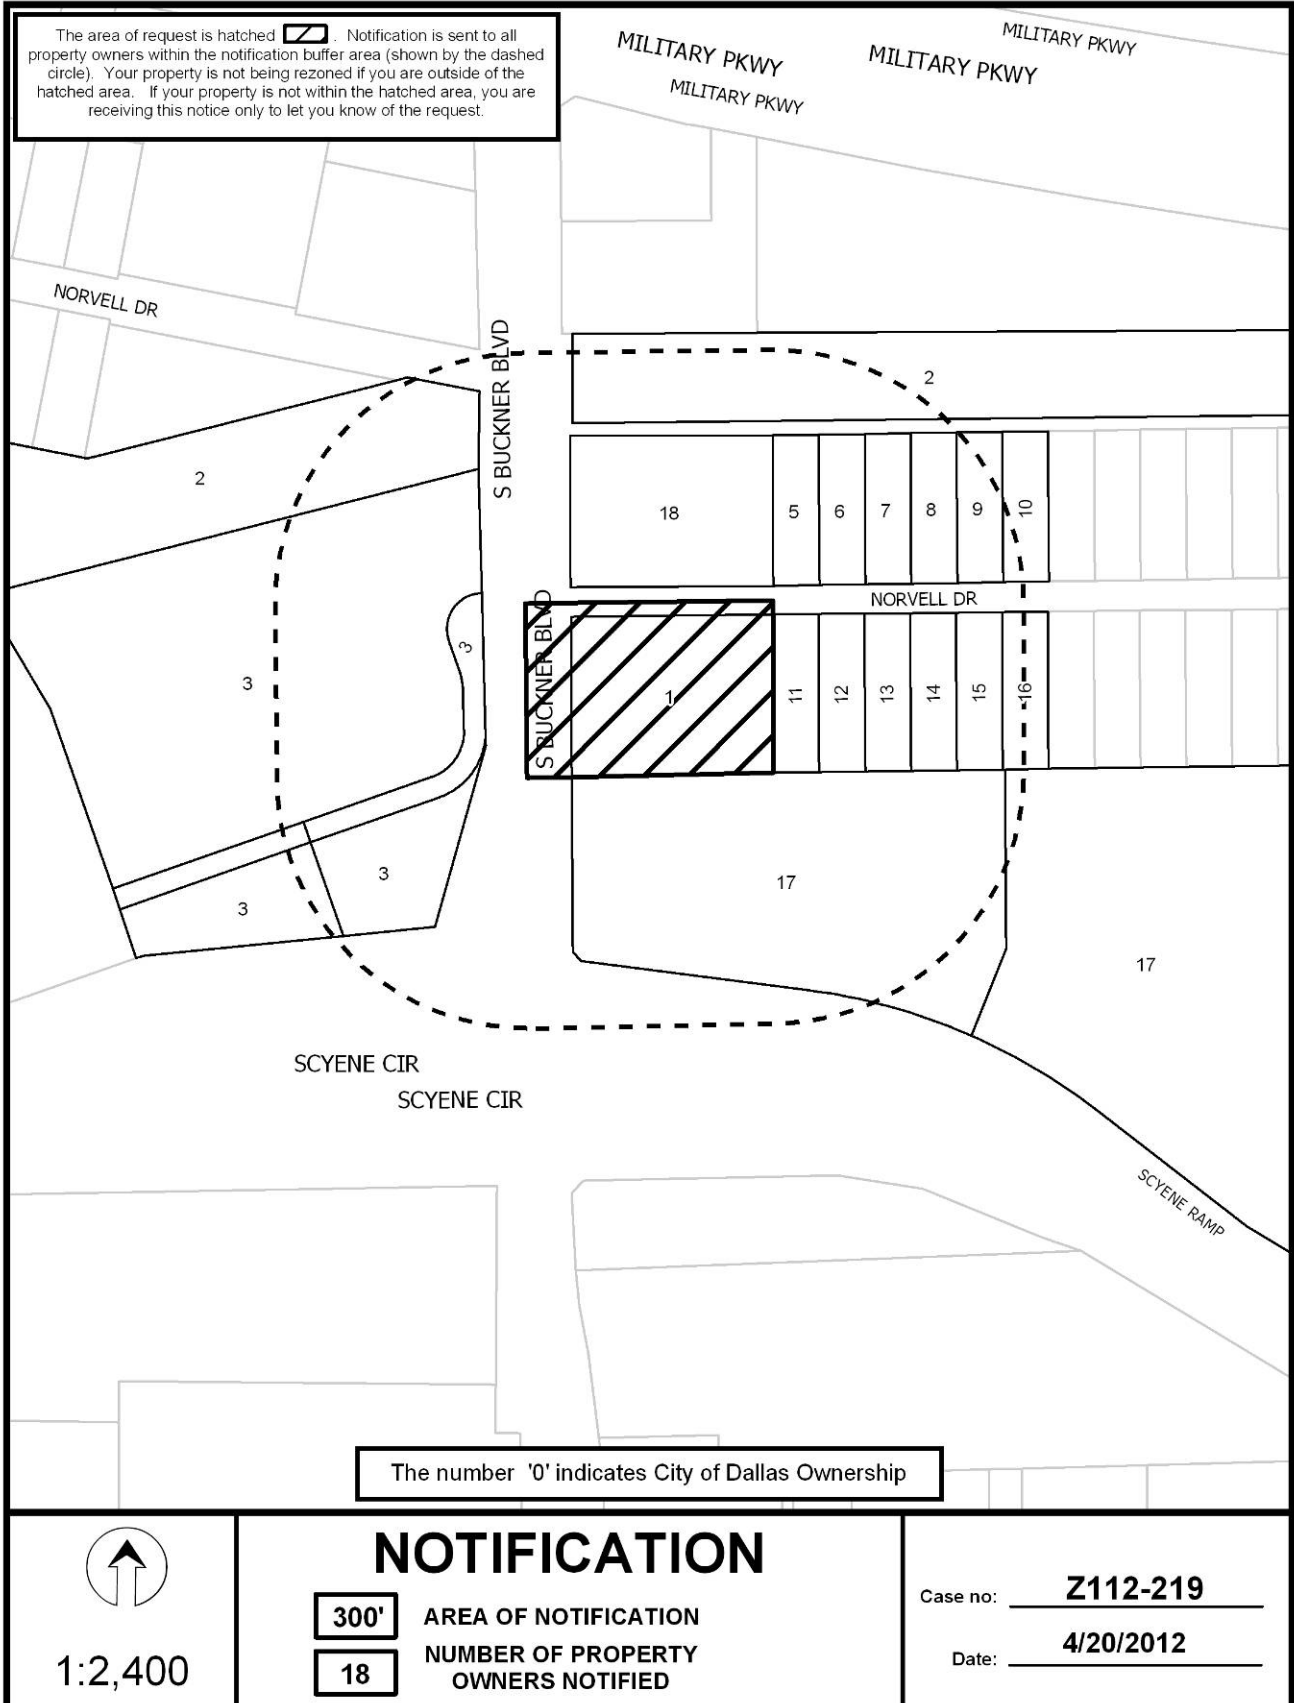 The area of request is hatched . Notification is sent to all
property owners within the notification buffer area (shown by the dashed
circle). Your property is not being rezoned if you are outside of the
hatched area. If your property is not within the hatched area, you are
receiving this notice only to let you know of the request.
MILITARY PKWY
MILITARY PKWY
MILITARY PKWY
MILITARY PKWY
NORVELL DR
S BUCKNER BLVD
2
2
18
5
6
7
8
9
10
NORVELL DR
S BUCKNER BLVD
3
3
1
11
12
13
14
15
16
3
3
17
17
SCYENE CIR
SCYENE CIR
SCYENE RAMP
The number '0' indicates City of Dallas Ownership
1:2,400
NOTIFICATION
300' AREA OF NOTIFICATION
18 NUMBER OF PROPERTY
OWNERS NOTIFIED
Case no: Z112-219
Date: 4/20/2012